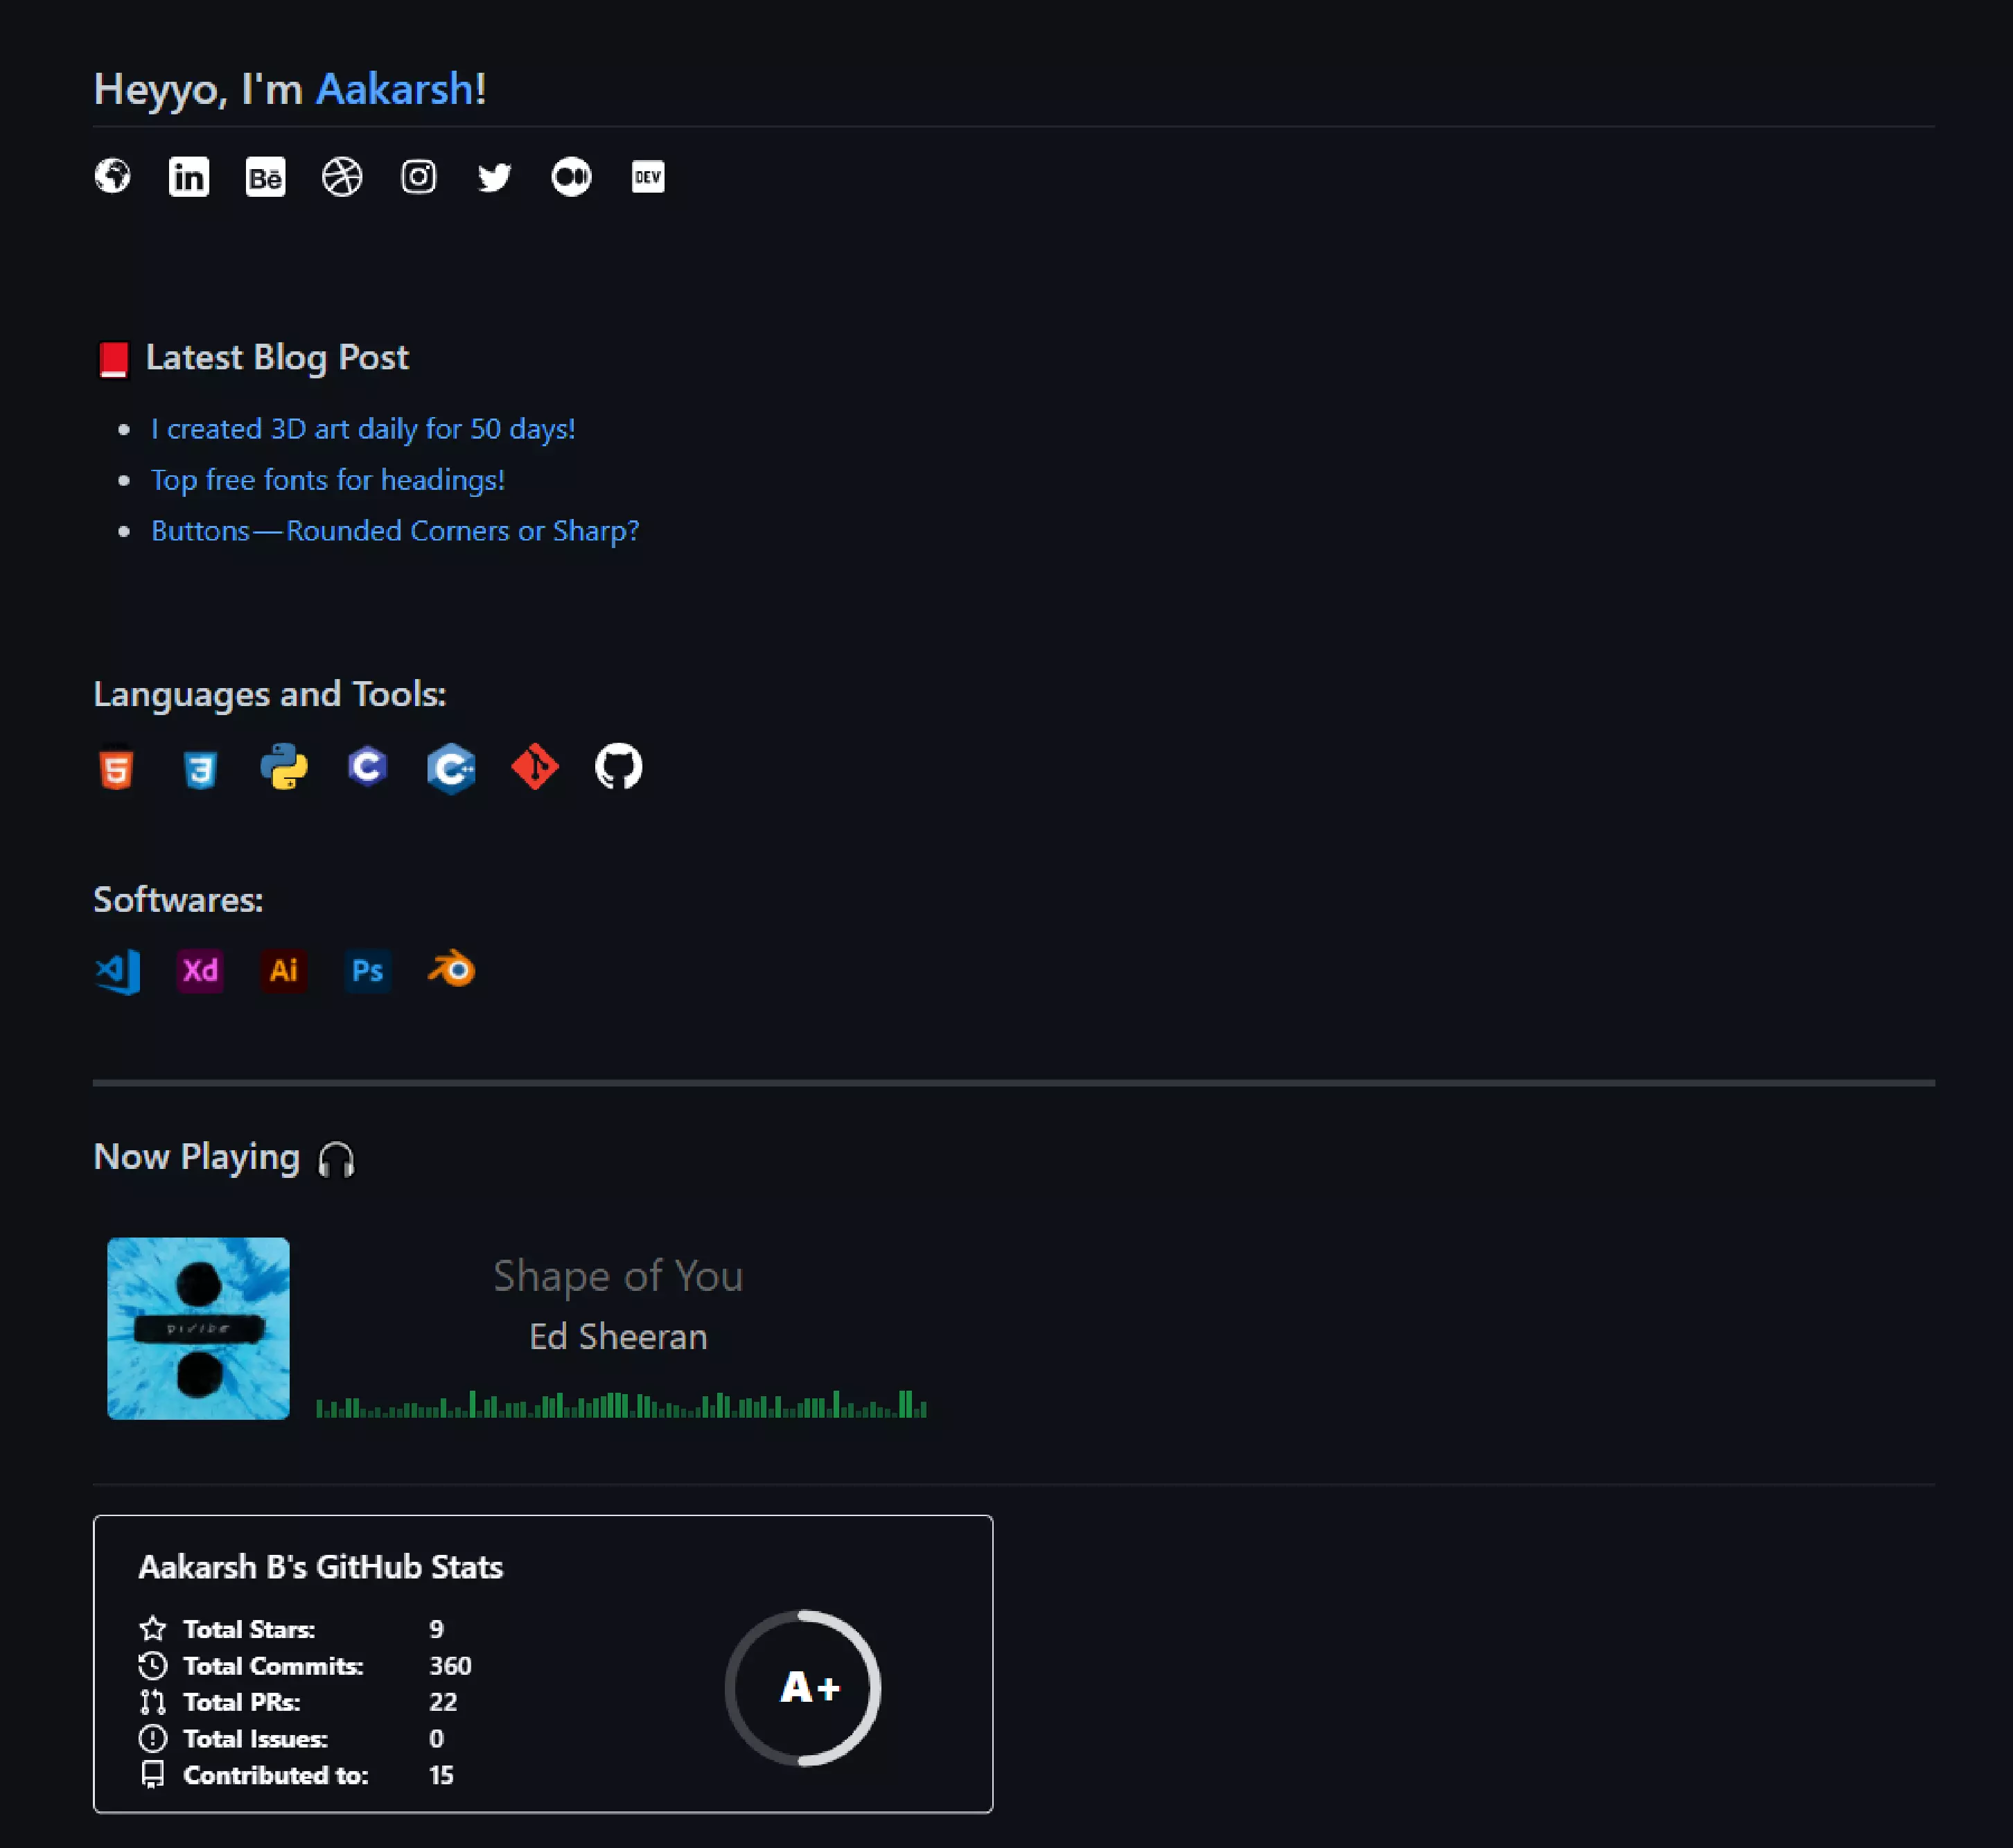 Heyyo, I'm Aakarsh!
in Bē DEV
Latest Blog Post
I created 3D art daily for 50 days!
Top free fonts for headings!
Buttons—Rounded Corners or Sharp?
Languages and Tools:
5 3 C C++
Softwares:
Xd Ai Ps
Now Playing
DIVIDE
Shape of You
Ed Sheeran
Aakarsh B's GitHub Stats
Total Stars: 9
Total Commits: 360
Total PRs: 22
Total Issues: 0
Contributed to: 15
A+